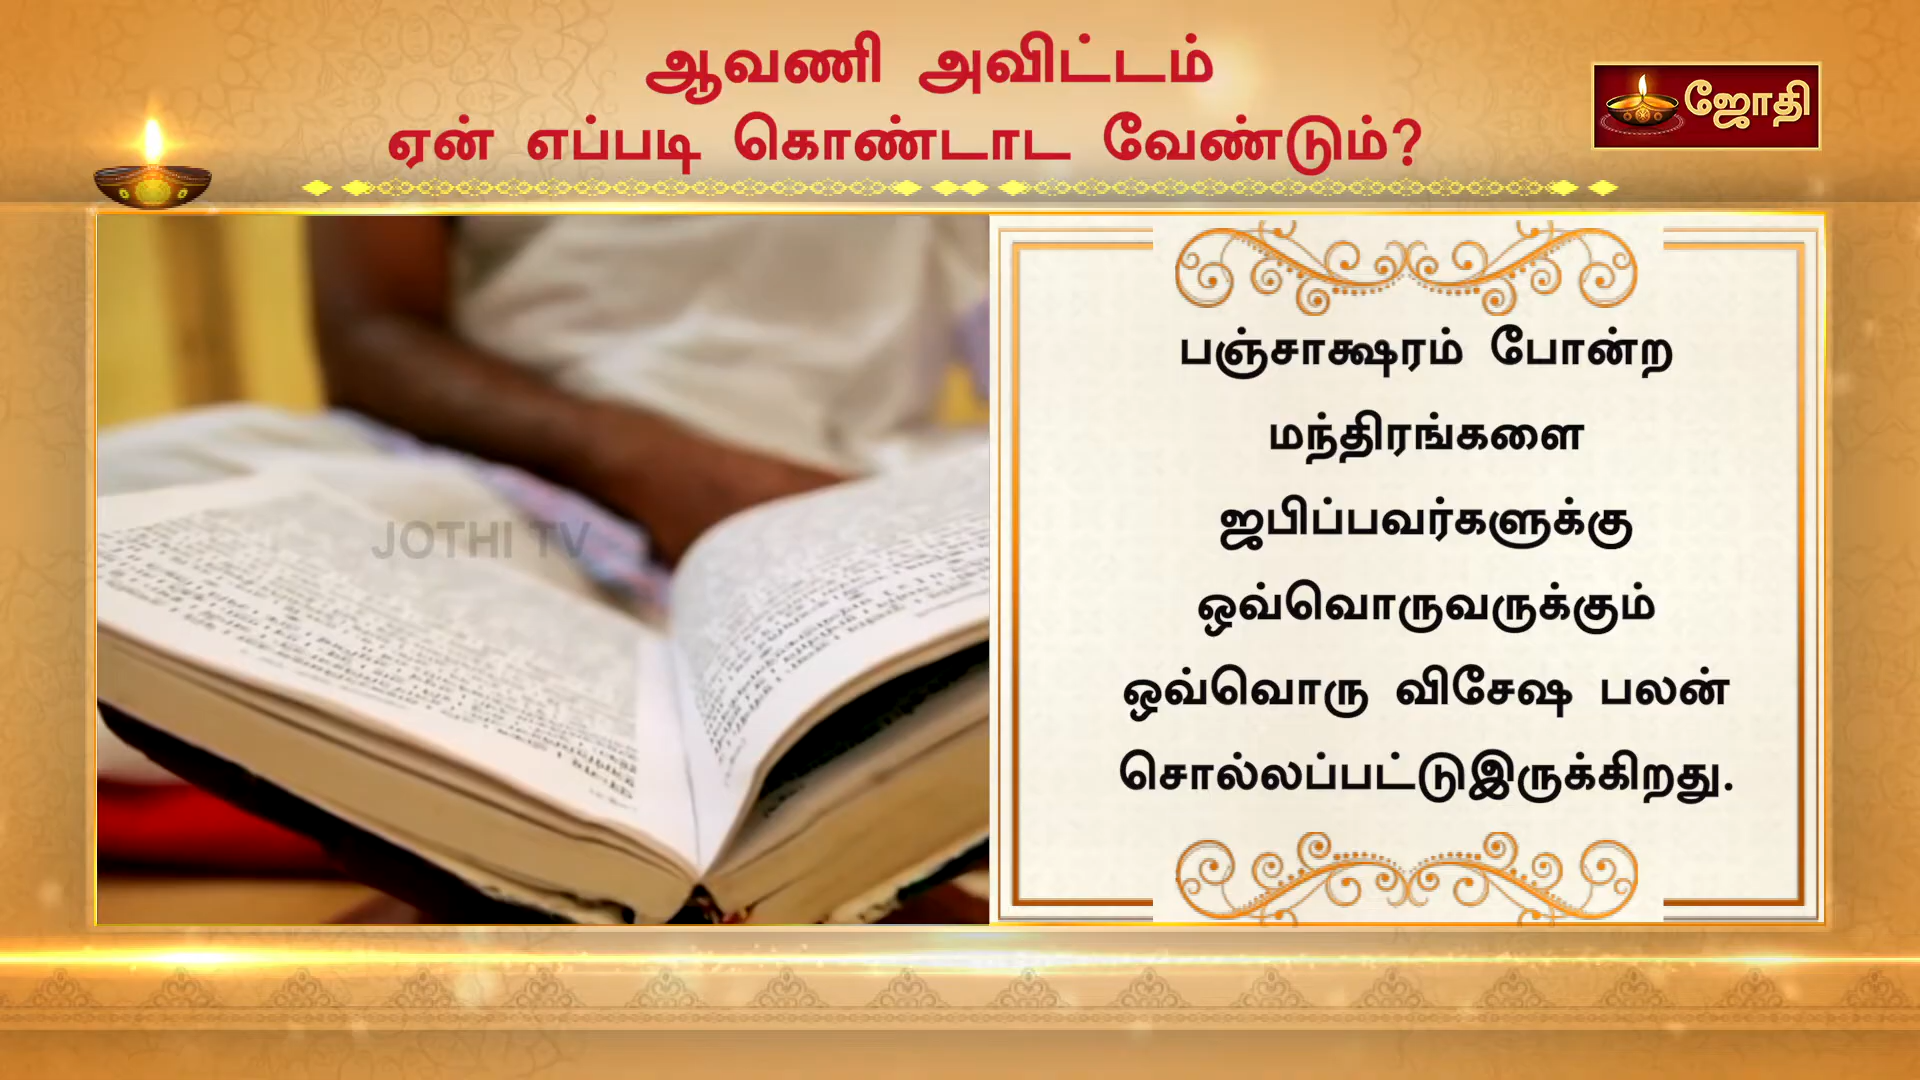 ஆவணி அவிட்டம்
ஏன் எப்படி கொண்டாட வேண்டும்?
ஜோதி
JOTHI TV
பஞ்சாக்ஷரம் போன்ற
மந்திரங்களை
ஜபிப்பவர்களுக்கு
ஒவ்வொருவருக்கும்
ஒவ்வொரு விசேஷ பலன்
சொல்லப்பட்டுஇருக்கிறது.